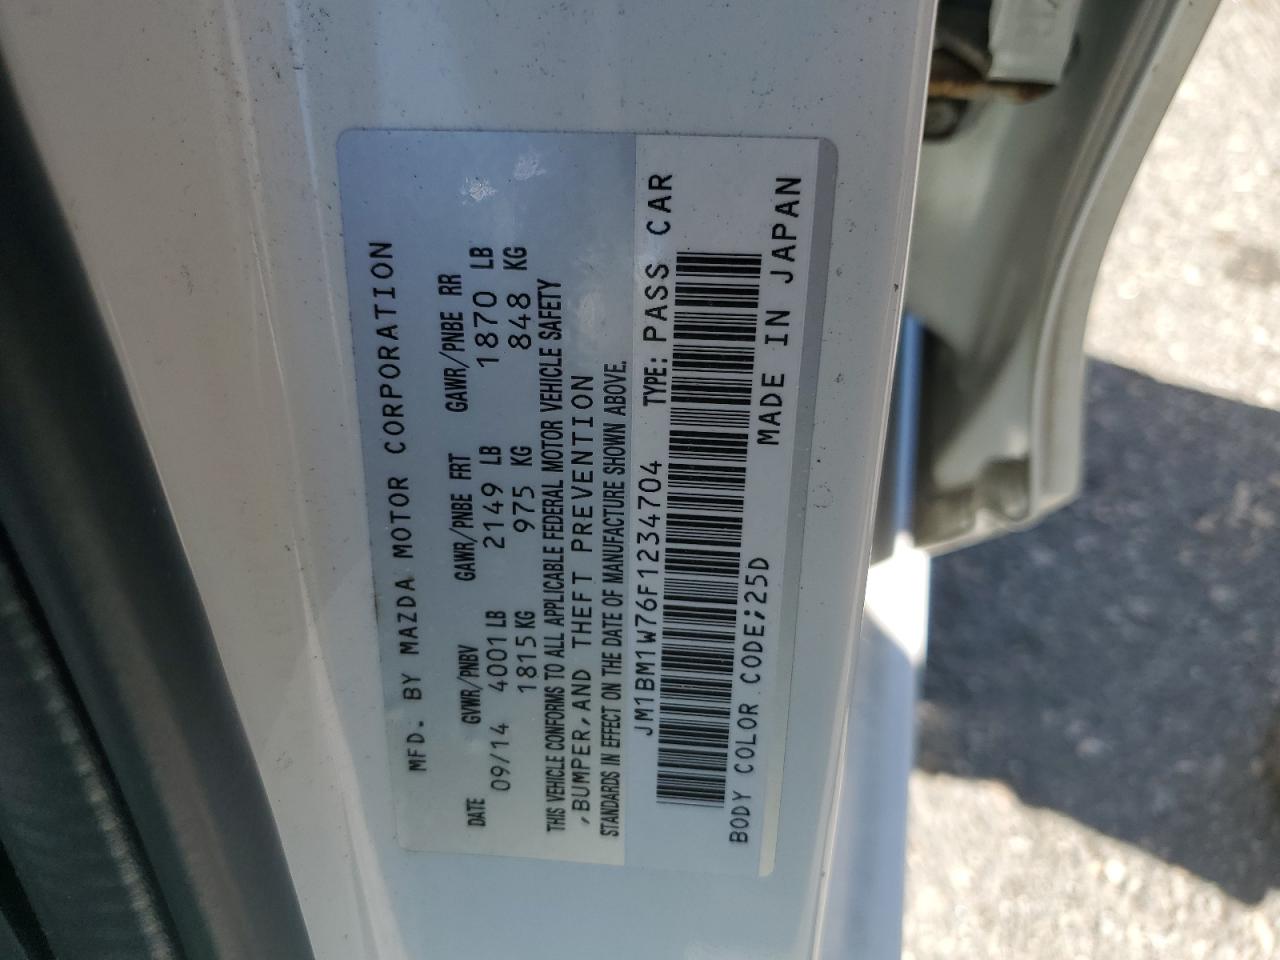 MFD. BY MAZDA MOTOR CORPORATION
DATE GVWR/PNBV GAWR/PNBE FRT GAWR/PNBE RR
09/14 4001 LB 2149 LB 1870 LB
1815 KG 975 KG 848 KG
THIS VEHICLE CONFORMS TO ALL APPLICABLE FEDERAL MOTOR VEHICLE SAFETY
,BUMPER,AND THEFT PREVENTION
STANDARDS IN EFFECT ON THE DATE OF MANUFACTURE SHOWN ABOVE.
JM1BM1W76F1234704 TYPE: PASS CAR
BODY COLOR CODE;25D MADE IN JAPAN